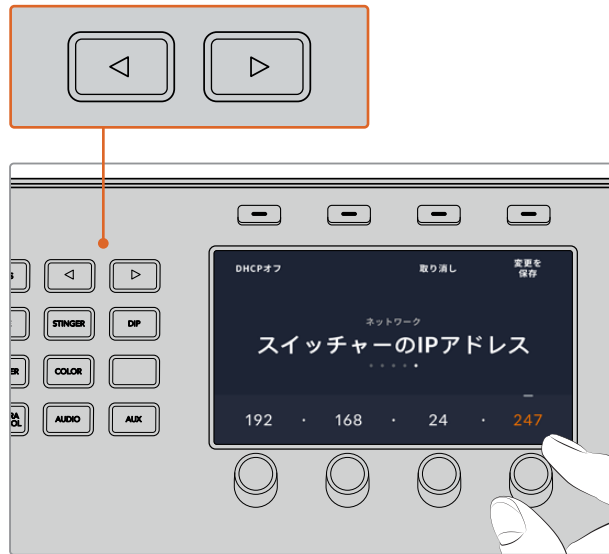 DHCPオフ
取り消し
変更を
保存
ネットワーク
スイッチャーのIPアドレス
192 · 168 · 24 · 247
STINGER
DIP
COLOR
AUDIO
AUX